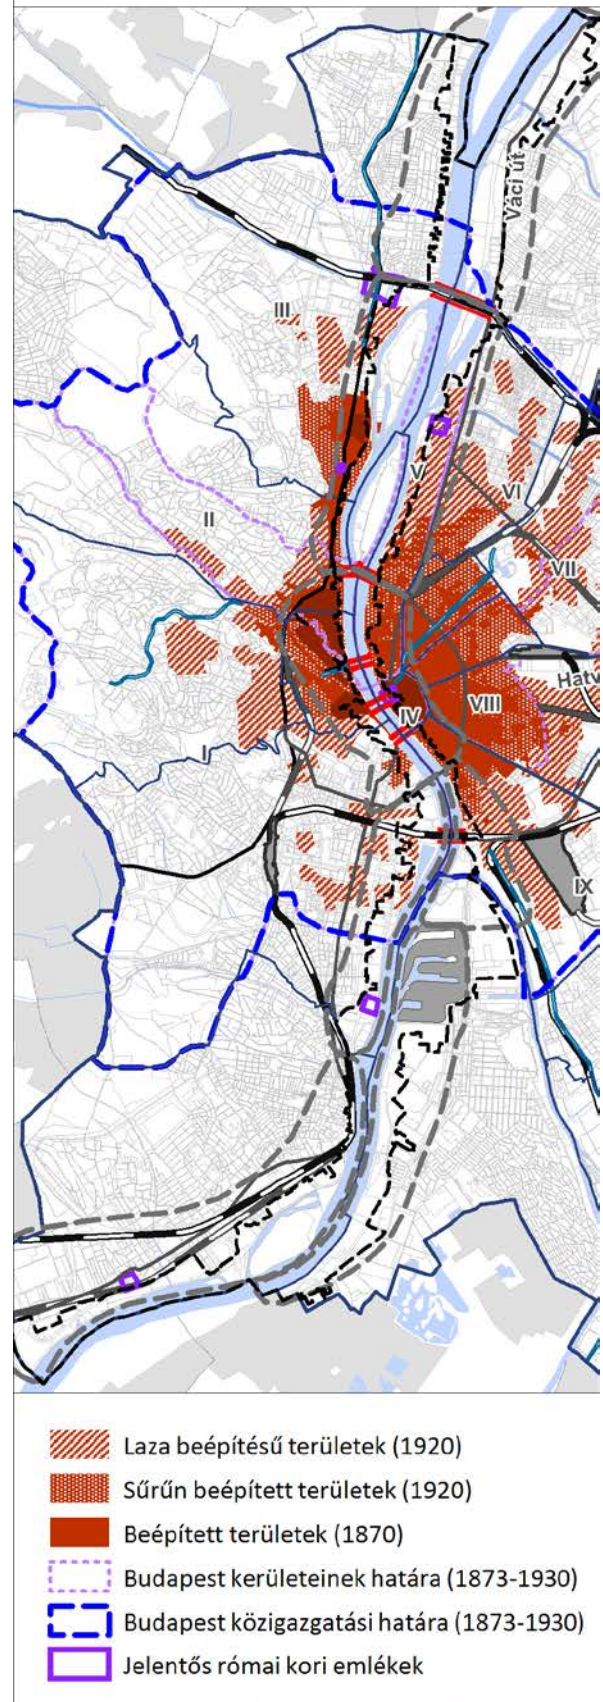 Váci út
III
V
VI
II
VII
Hatv
VIII
IV
I
IX
Laza beépítésű területek (1920)
Sűrűn beépített területek (1920)
Beépített területek (1870)
Budapest kerületeinek határa (1873-1930)
Budapest közigazgatási határa (1873-1930)
Jelentős római kori emlékek